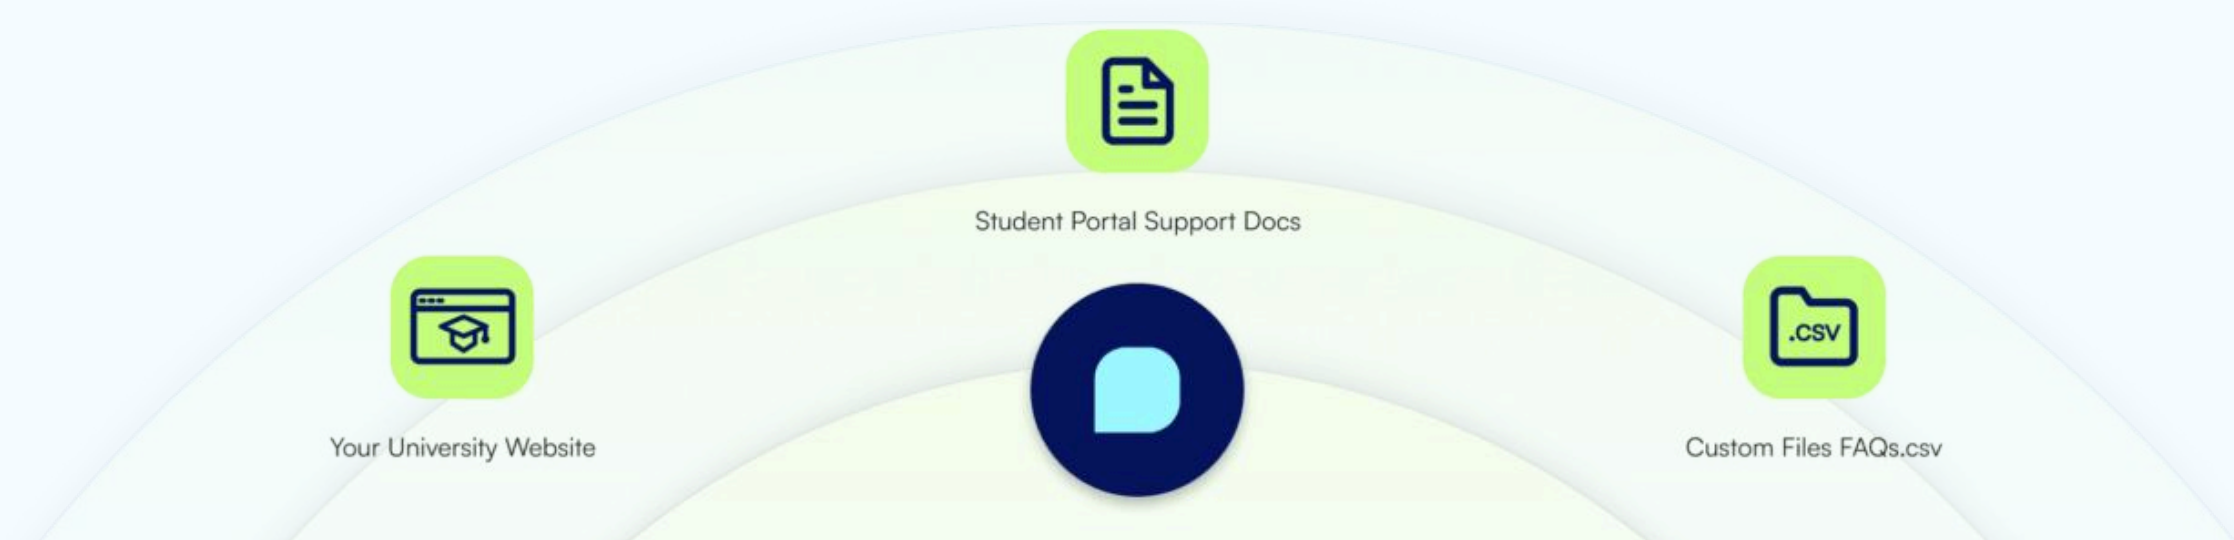 Student Portal Support Docs
.CSV
Your University Website
Custom Files FAQs.csv